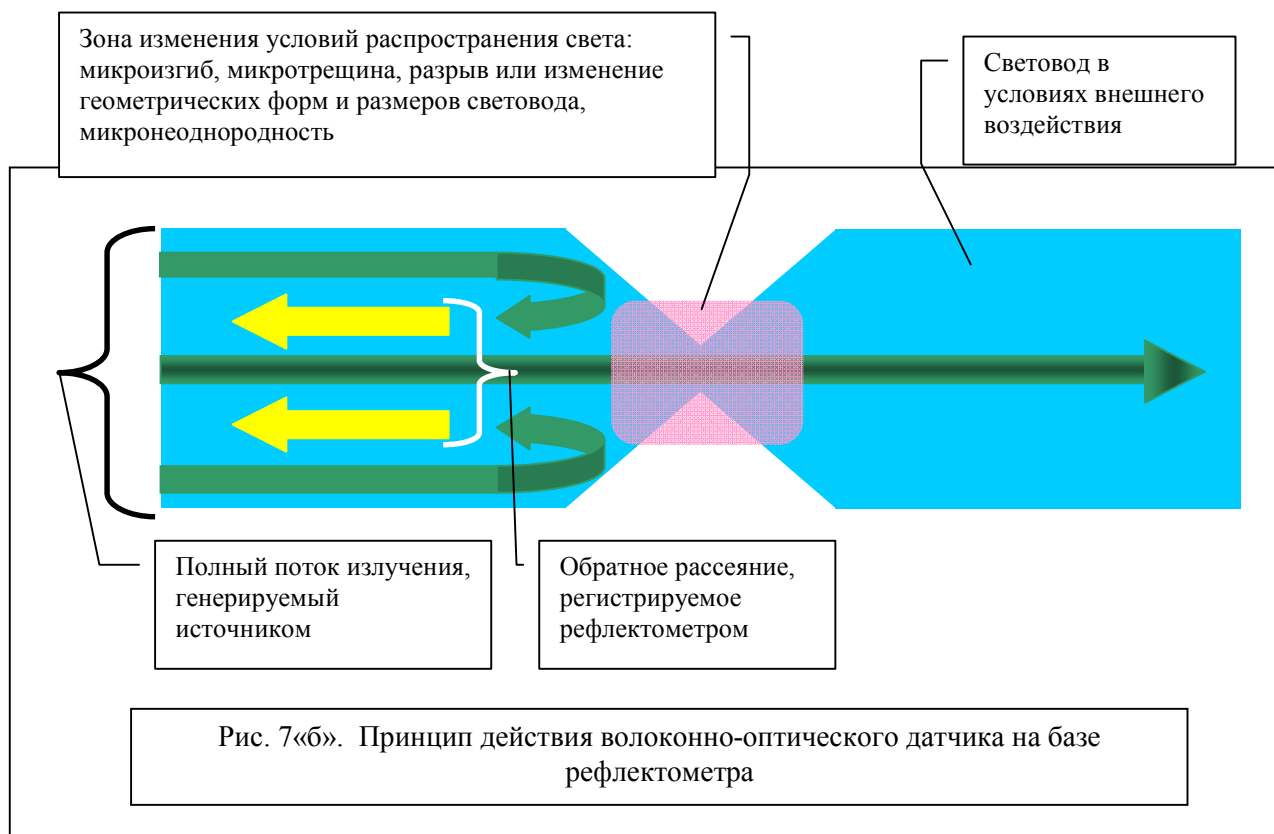 Зона изменения условий распространения света:
микроизгиб, микротрещина, разрыв или изменение
геометрических форм и размеров световода,
микронеоднородность
Световод в
условиях внешнего
воздействия
Полный поток излучения,
генерируемый
источником
Обратное рассеяние,
регистрируемое
рефлектометром
Рис. 7«б». Принцип действия волоконно-оптического датчика на базе
рефлектометра